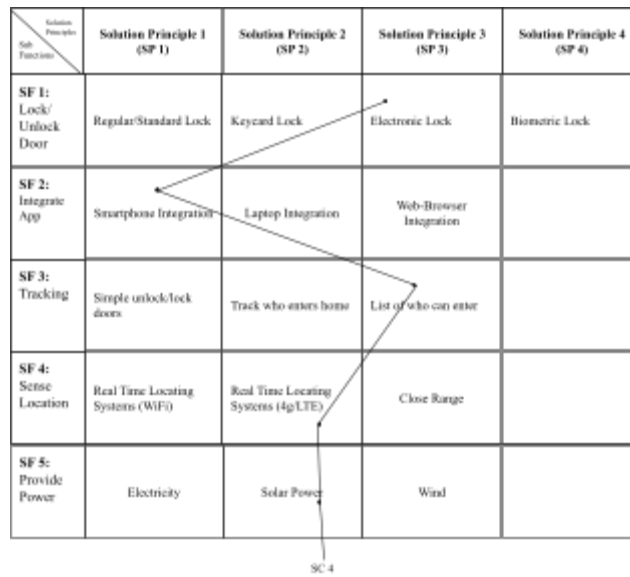 Solution
Principles
Sub
Functions
Solution Principle 1
(SP 1)
Solution Principle 2
(SP 2)
Solution Principle 3
(SP 3)
Solution Principle 4
(SP 4)
SF 1:
Lock/
Unlock
Door
Regular/Standard Lock
Keycard Lock
Electronic Lock
Biometric Lock
SF 2:
Integrate
App
Smartphone Integration
Laptop Integration
Web-Browser
Integration
SF 3:
Tracking
Simple unlock/lock
doors
Track who enters home
List of who can enter
SF 4:
Sense
Location
Real Time Locating
Systems (WiFi)
Real Time Locating
Systems (4g/LTE)
Close Range
SF 5:
Provide
Power
Electricity
Solar Power
Wind
SC 4